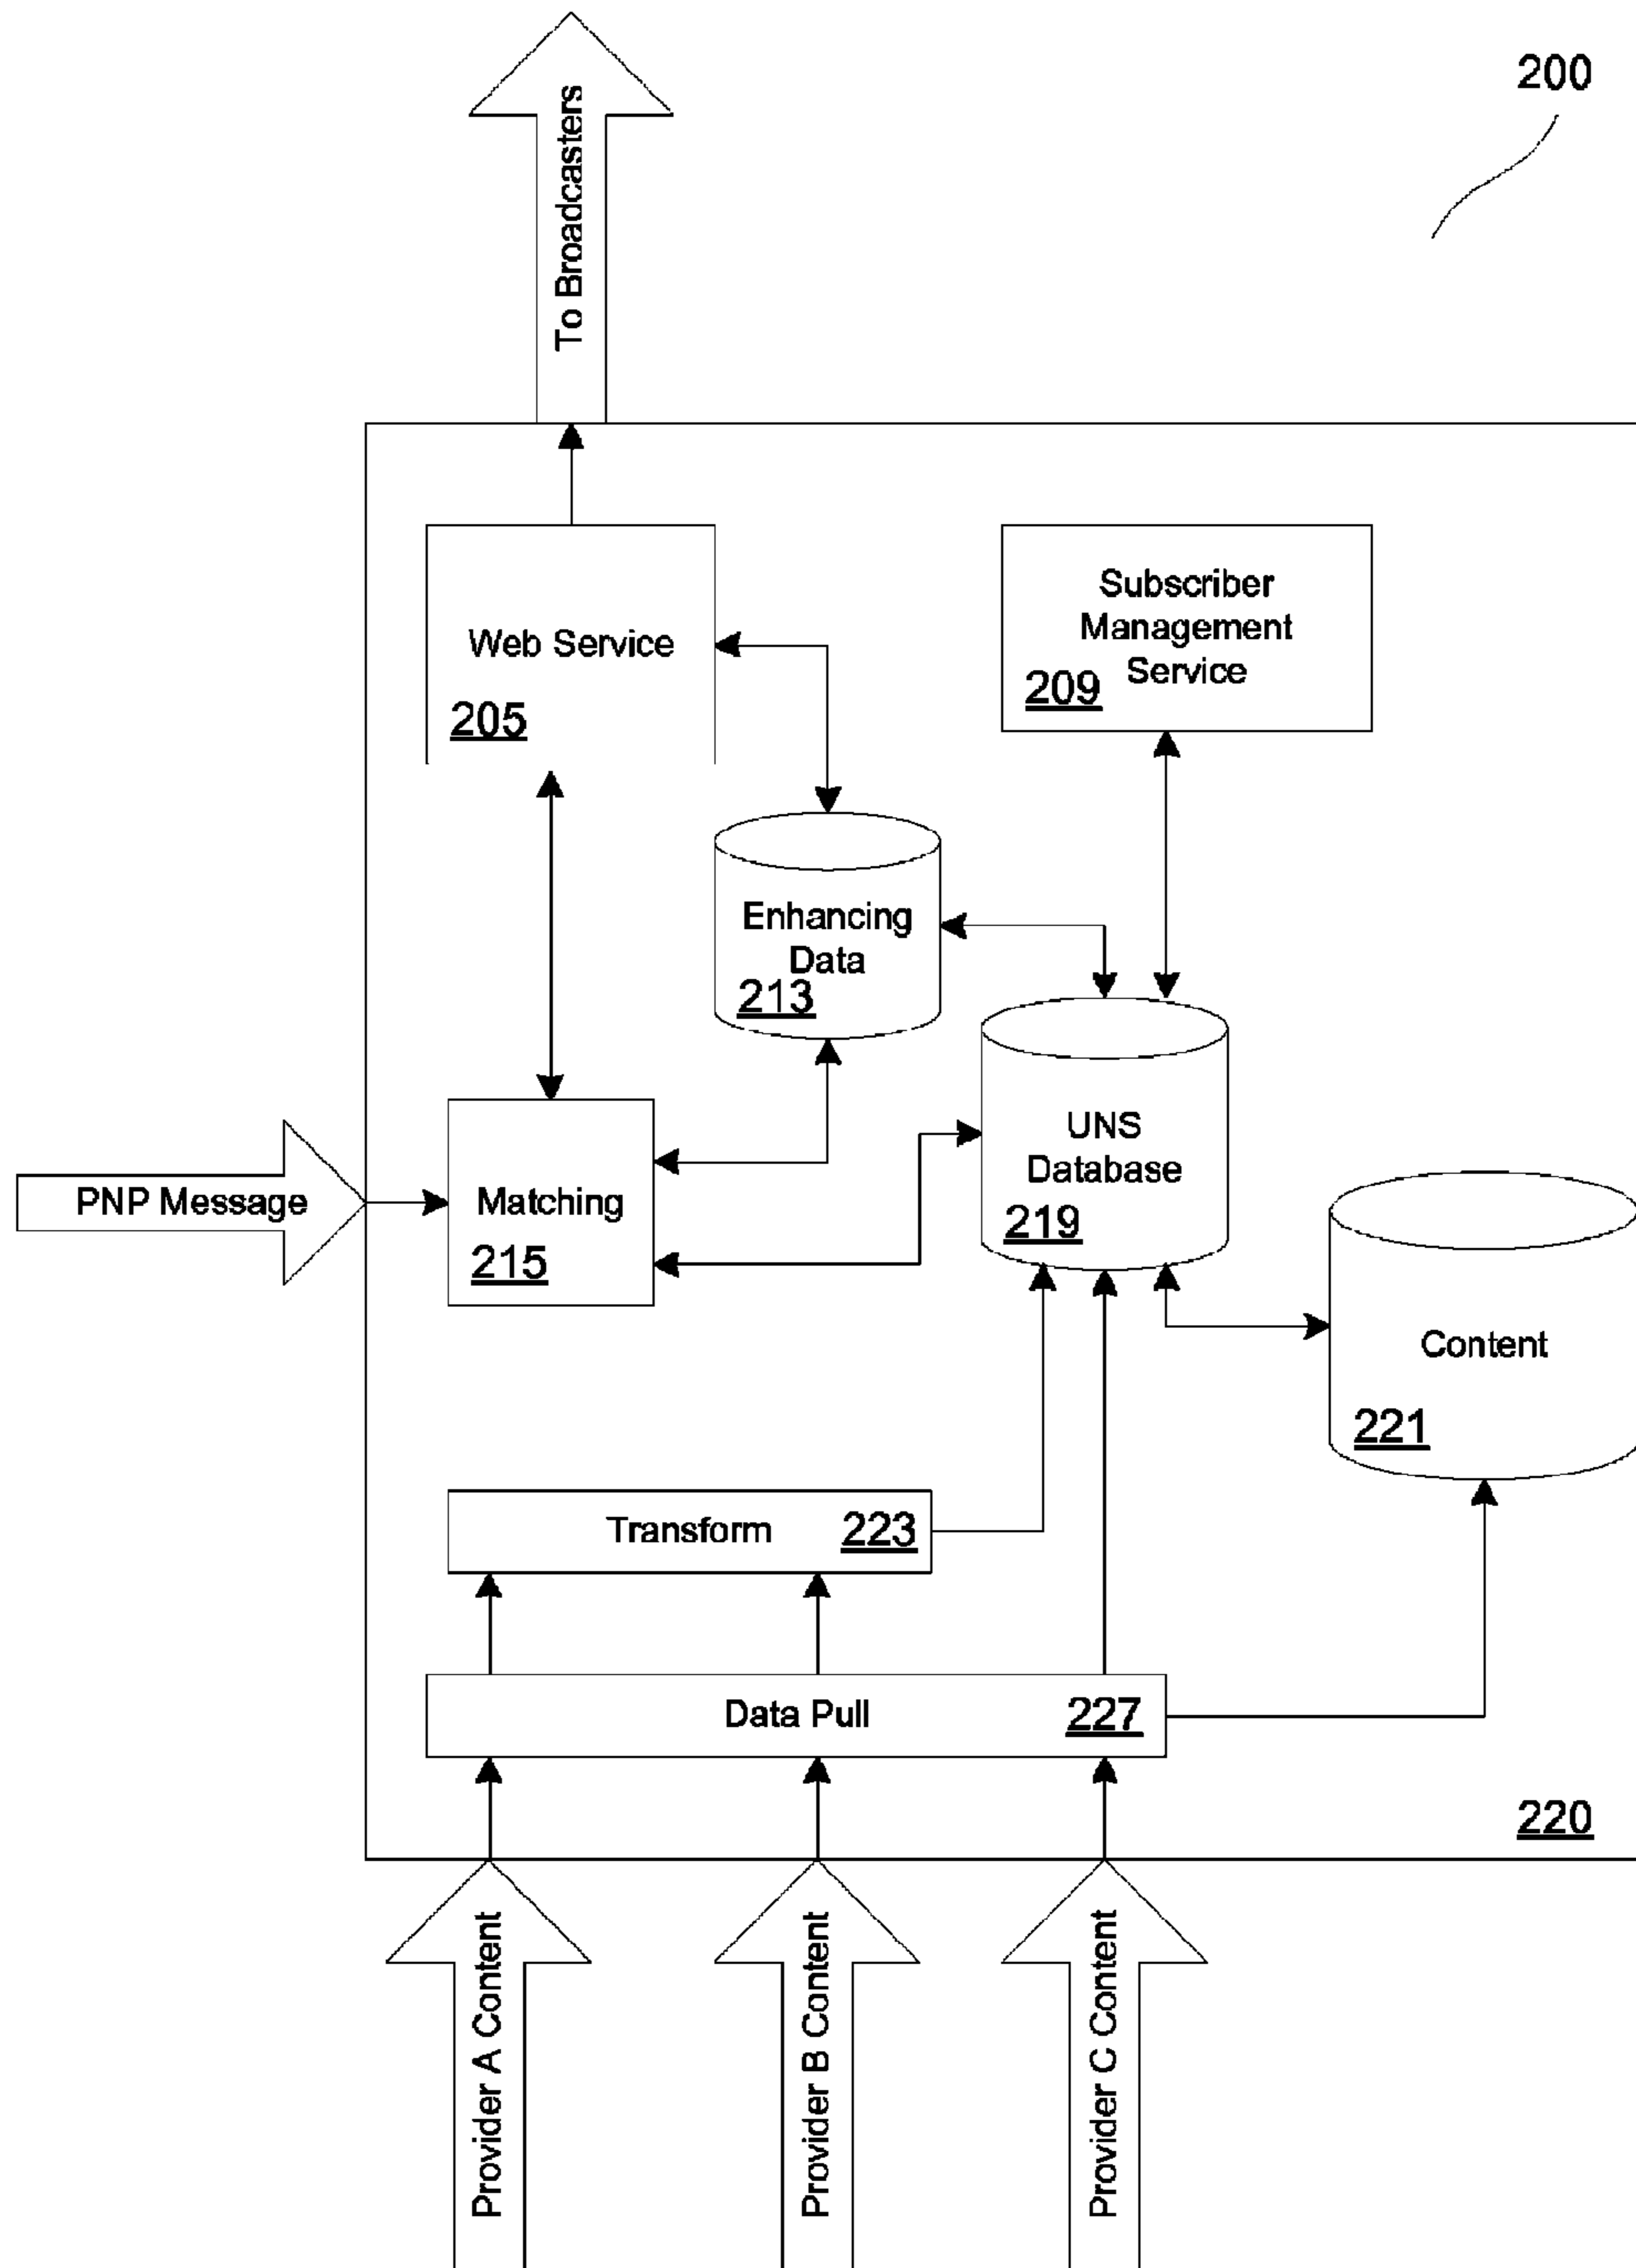 200
To Broadcasters
Web Service
205
Subscriber
Management
Service
209
Enhancing
Data
213
UNS
Database
219
PNP Message
Matching
215
Content
221
Transform
223
Data Pull
227
220
Provider A Content
Provider B Content
Provider C Content